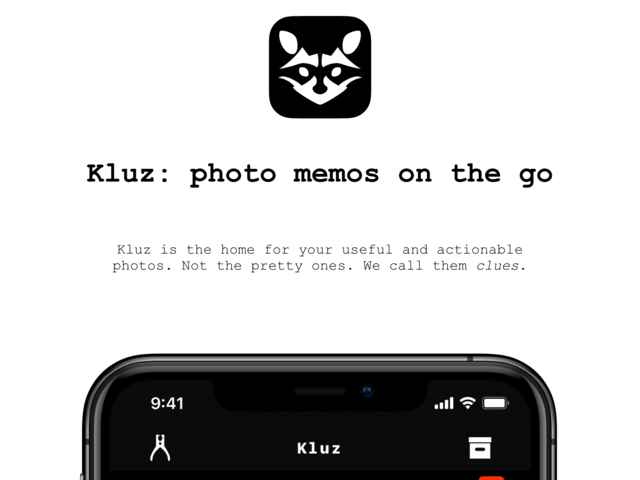 Kluz: photo memos on the go
Kluz is the home for your useful and actionable
photos. Not the pretty ones. We call them clues.
9:41
Kluz